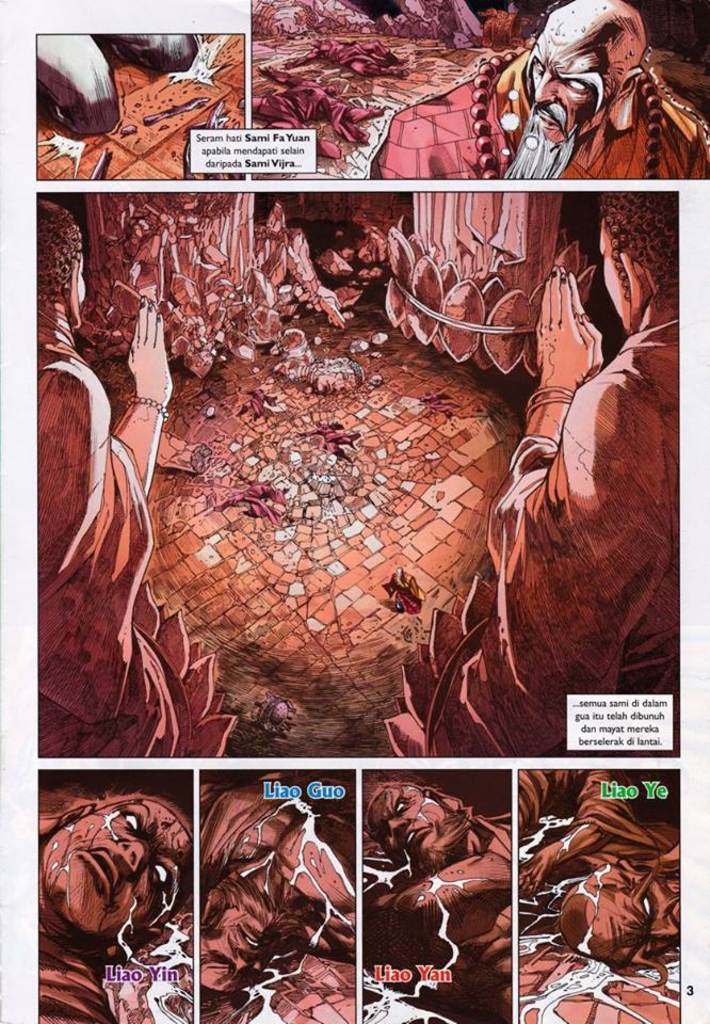 Seram hati Sami Fa Yuan
apabila mendapati selain
daripada Sami Vijra...
...semua sami di dalam
gua itu telah dibunuh
dan mayat mereka
berselerak di lantai.
Liao Yin
Liao Guo
Liao Yan
Liao Ye
3